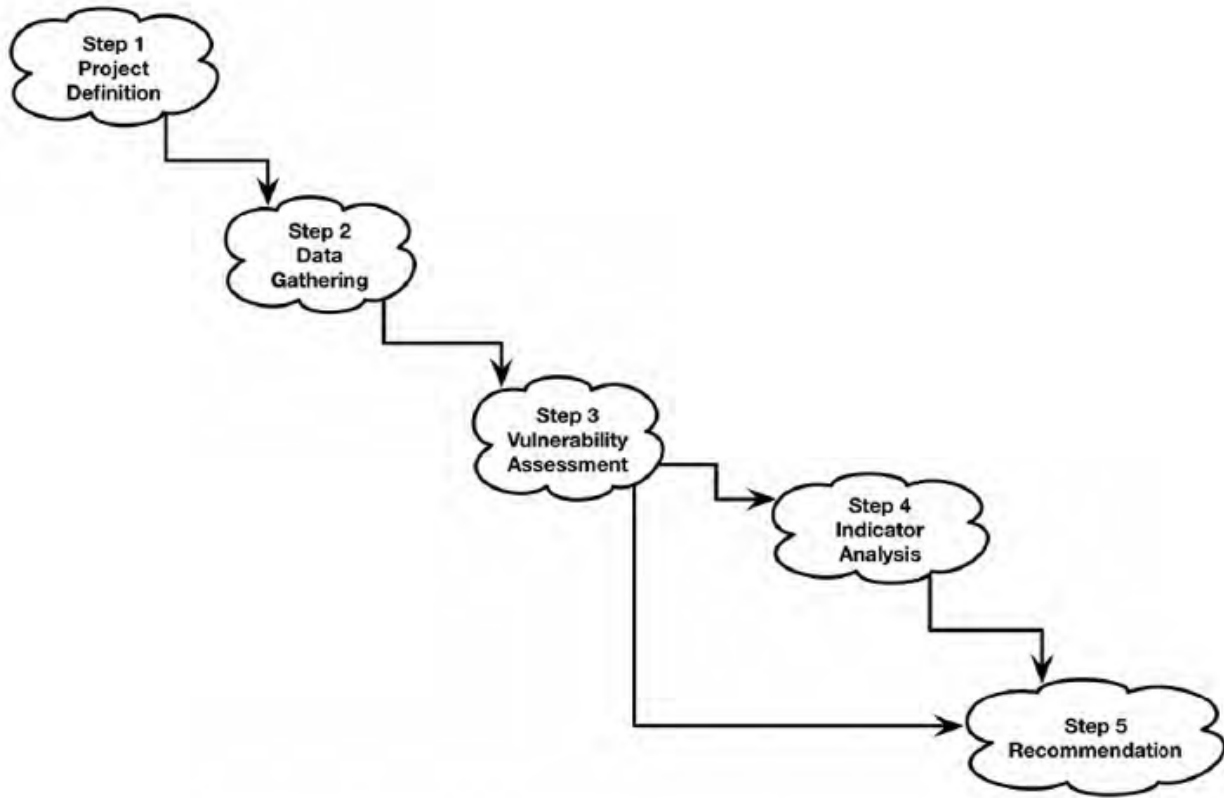 Step 1
Project
Definition
Step 2
Data
Gathering
Step 3
Vulnerability
Assessment
Step 4
Indicator
Analysis
Step 5
Recommendation